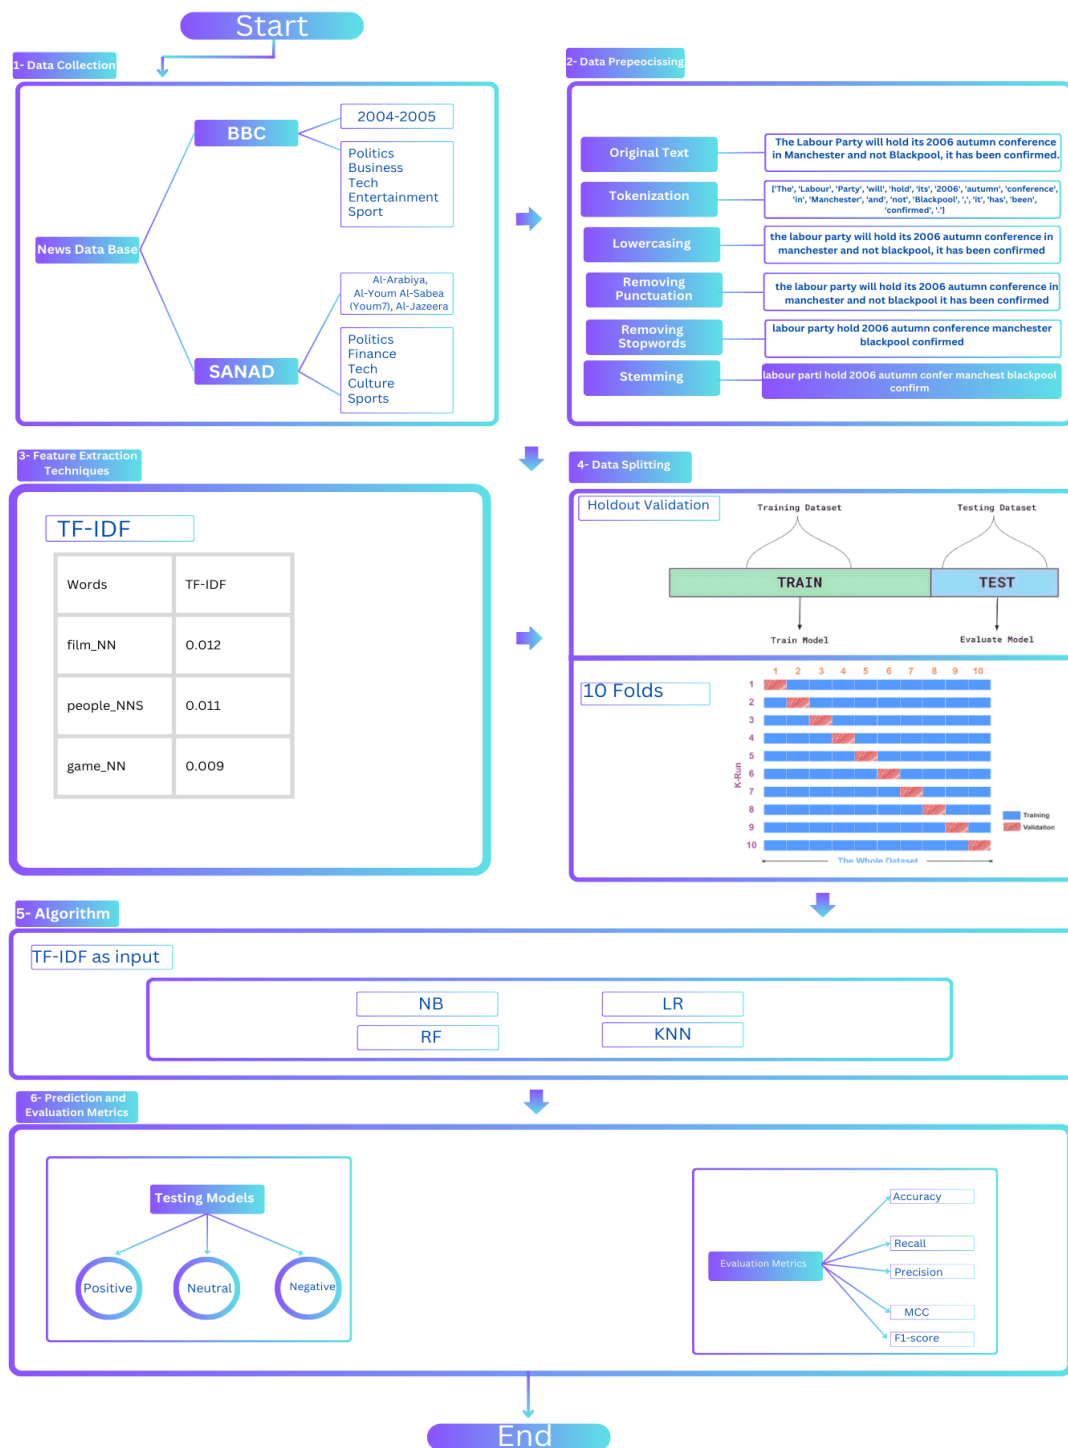 Start
1- Data Collection
BBC
2004-2005
Politics
Business
Tech
Entertainment
Sport
News Data Base
Al-Arabiya,
Al-Youm Al-Sabea
(Youm7), Al-Jazeera
SANAD
Politics
Finance
Tech
Culture
Sports
2- Data Prepeocissing
Original Text
The Labour Party will hold its 2006 autumn conference
in Manchester and not Blackpool, it has been confirmed.
Tokenization
['The', 'Labour', 'Party', 'will', 'hold', 'its', '2006', 'autumn', 'conference',
'in', 'Manchester', 'and', 'not', 'Blackpool', ',', 'it', 'has', 'been',
'confirmed', '.']
Lowercasing
the labour party will hold its 2006 autumn conference in
manchester and not blackpool, it has been confirmed
Removing
Punctuation
the labour party will hold its 2006 autumn conference in
manchester and not blackpool it has been confirmed
Removing
Stopwords
labour party hold 2006 autumn conference manchester
blackpool confirmed
Stemming
labour parti hold 2006 autumn confer manchest blackpool
confirm
3- Feature Extraction
Techniques
TF-IDF
Words TF-IDF
film_NN 0.012
people_NNS 0.011
game_NN 0.009
4- Data Splitting
Holdout Validation
Training Dataset Testing Dataset
TRAIN TEST
Train Model Evaluate Model
10 Folds
1 2 3 4 5 6 7 8 9 10
1
2
3
4
5
6
7
8
9
10
K-Run
Training
Validation
The Whole Dataset
5- Algorithm
TF-IDF as input
NB LR
RF KNN
6- Prediction and
Evaluation Metrics
Testing Models
Positive Neutral Negative
Evaluation Metrics
Accuracy
Recall
Precision
MCC
F1-score
End